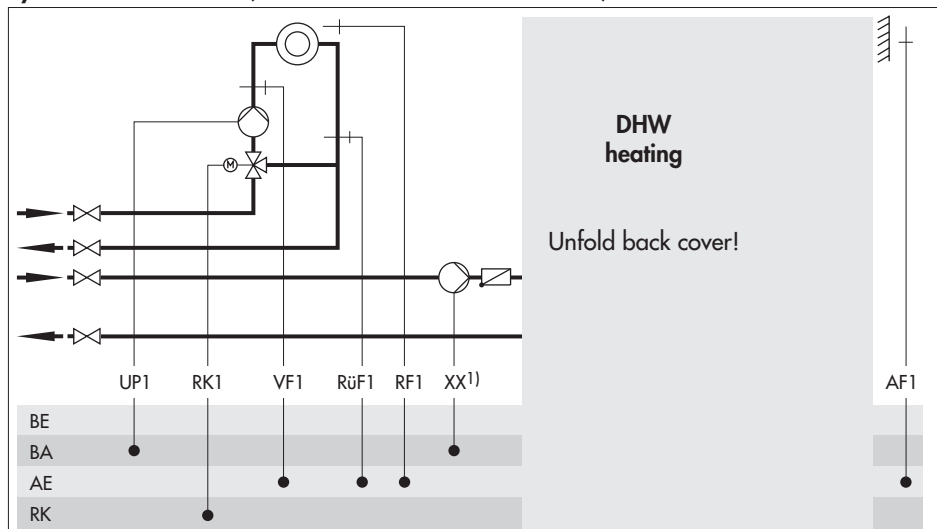 DHW
heating
Unfold back cover!
M
UP1 RK1 VF1 RüF1 RF1 XX1) AF1
BE
BA
AE
RK